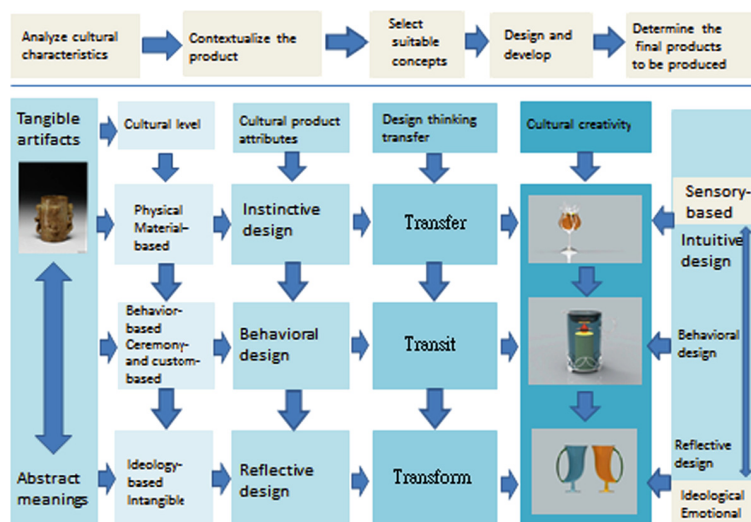 Analyze cultural
characteristics
Contextualize the
product
Select
suitable
concepts
Design and
develop
Determine the
final products
to be produced
Tangible
artifacts
Cultural level
Cultural product
attributes
Design thinking
transfer
Cultural creativity
Physical
Material-
based
Instinctive
design
Transfer
Sensory-
based
Intuitive
design
Behavior-
based
Ceremony-
and custom-
based
Behavioral
design
Transit
Behavioral
design
Abstract
meanings
Ideology-
based
Intangible
Reflective
design
Transform
Reflective
design
Ideological
Emotional